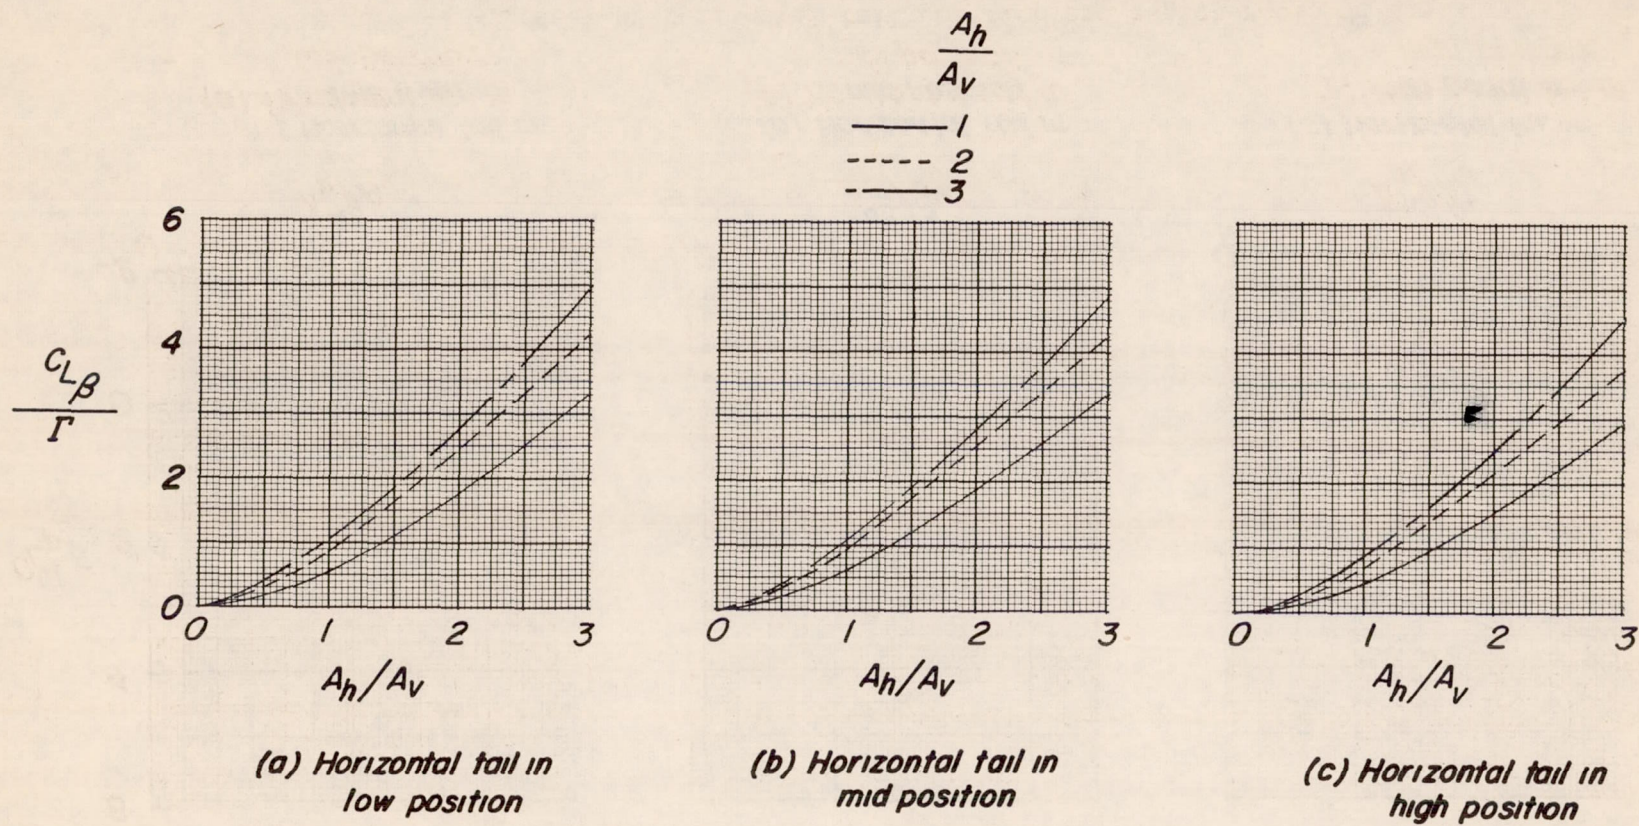 A_h
A_v
1
2
3
6
4
2
0
C_{L_β}
Γ
0 1 2 3
0 1 2 3
0 1 2 3
A_h/A_v
A_h/A_v
A_h/A_v
(a) Horizontal tail in
low position
(b) Horizontal tail in
mid position
(c) Horizontal tail in
high position